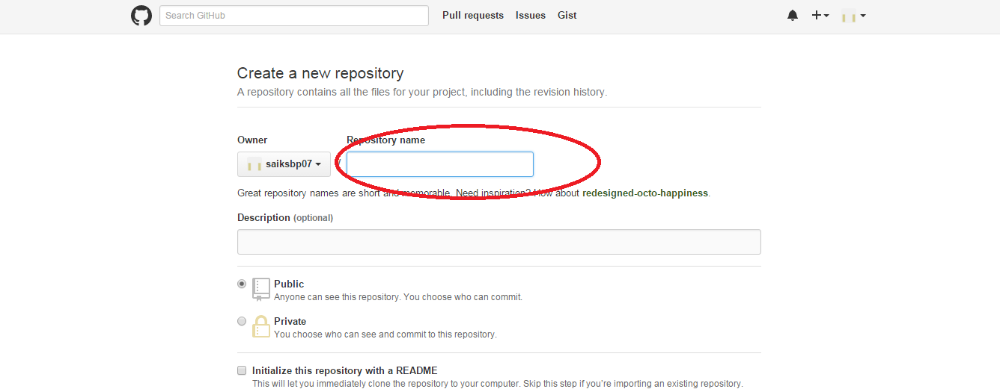 Search GitHub Pull requests Issues Gist
Create a new repository
A repository contains all the files for your project, including the revision history.
Owner Repository name
saiksbp07 /
Great repository names are short and memorable. Need inspiration? How about redesigned-octo-happiness.
Description (optional)
Public
Anyone can see this repository. You choose who can commit.
Private
You choose who can see and commit to this repository.
Initialize this repository with a README
This will let you immediately clone the repository to your computer. Skip this step if you're importing an existing repository.